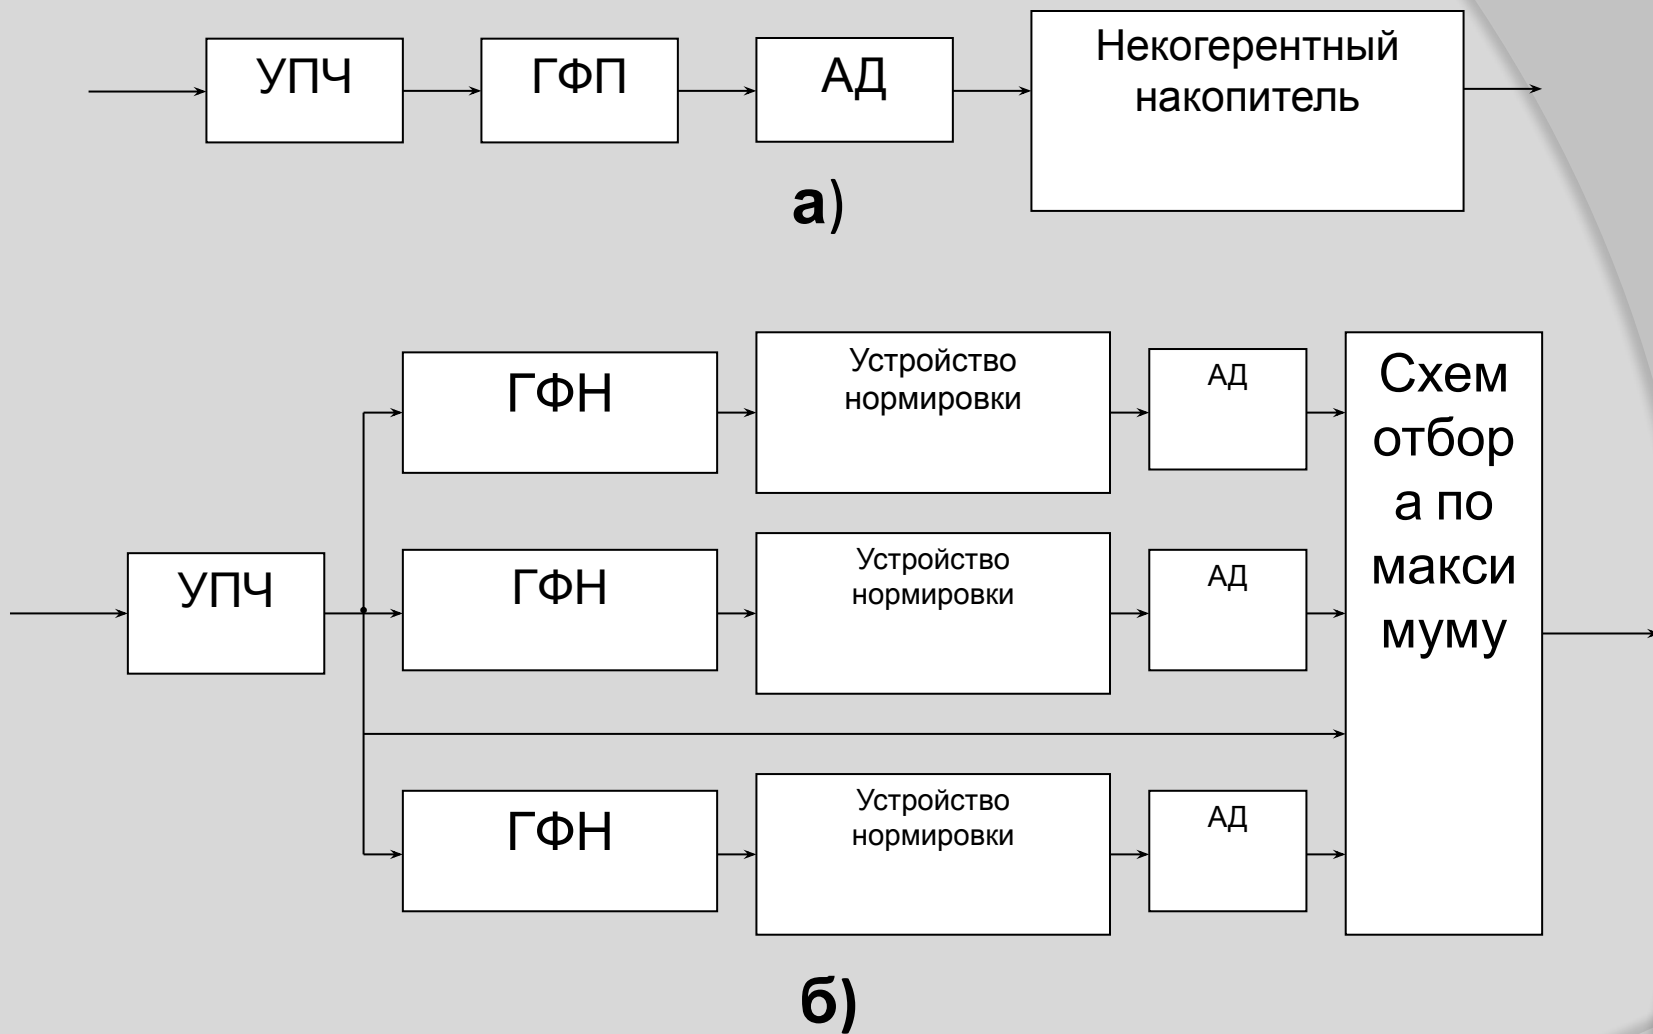 УПЧ
ГФП
АД
Некогерентный
накопитель
а)
ГФН
Устройство
нормировки
АД
Схем
отбор
а по
макси
муму
УПЧ
ГФН
Устройство
нормировки
АД
ГФН
Устройство
нормировки
АД
б)